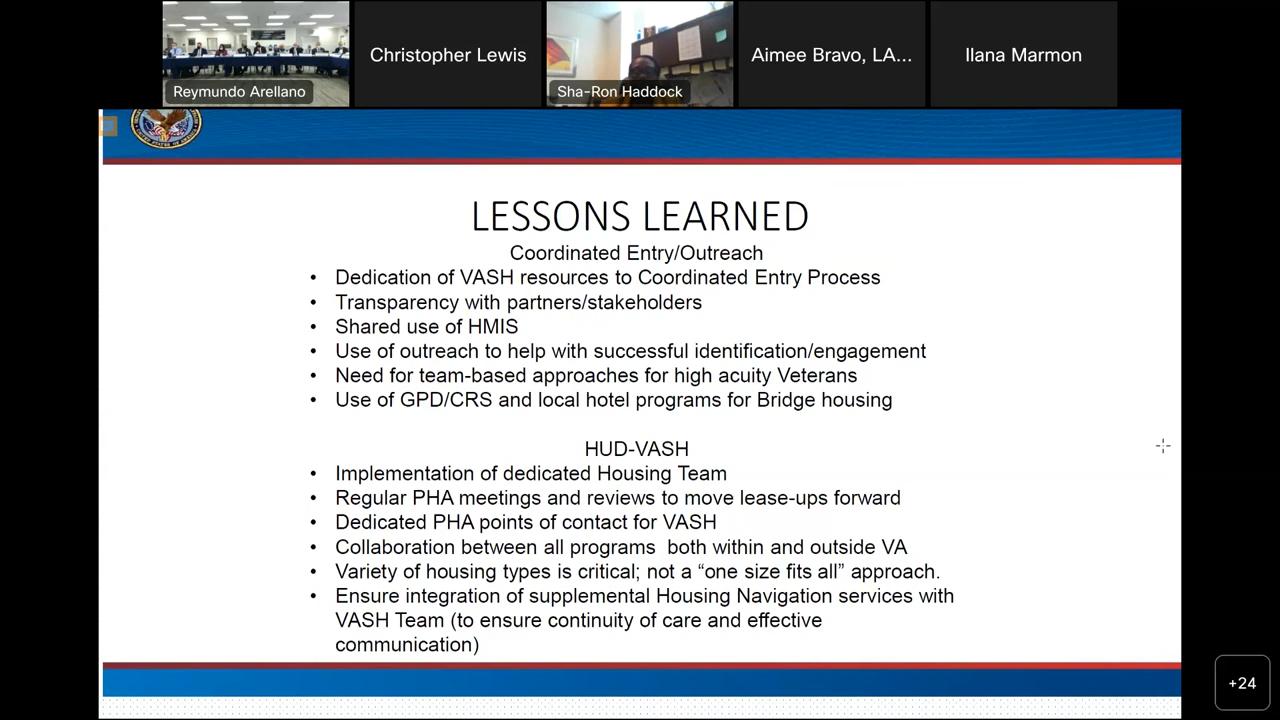 Reymundo Arellano
Christopher Lewis
Sha-Ron Haddock
Aimee Bravo, LA...
Ilana Marmon
LESSONS LEARNED
Coordinated Entry/Outreach
• Dedication of VASH resources to Coordinated Entry Process
• Transparency with partners/stakeholders
• Shared use of HMIS
• Use of outreach to help with successful identification/engagement
• Need for team-based approaches for high acuity Veterans
• Use of GPD/CRS and local hotel programs for Bridge housing
HUD-VASH
• Implementation of dedicated Housing Team
• Regular PHA meetings and reviews to move lease-ups forward
• Dedicated PHA points of contact for VASH
• Collaboration between all programs  both within and outside VA
• Variety of housing types is critical; not a “one size fits all” approach.
• Ensure integration of supplemental Housing Navigation services with
VASH Team (to ensure continuity of care and effective
communication)
+24